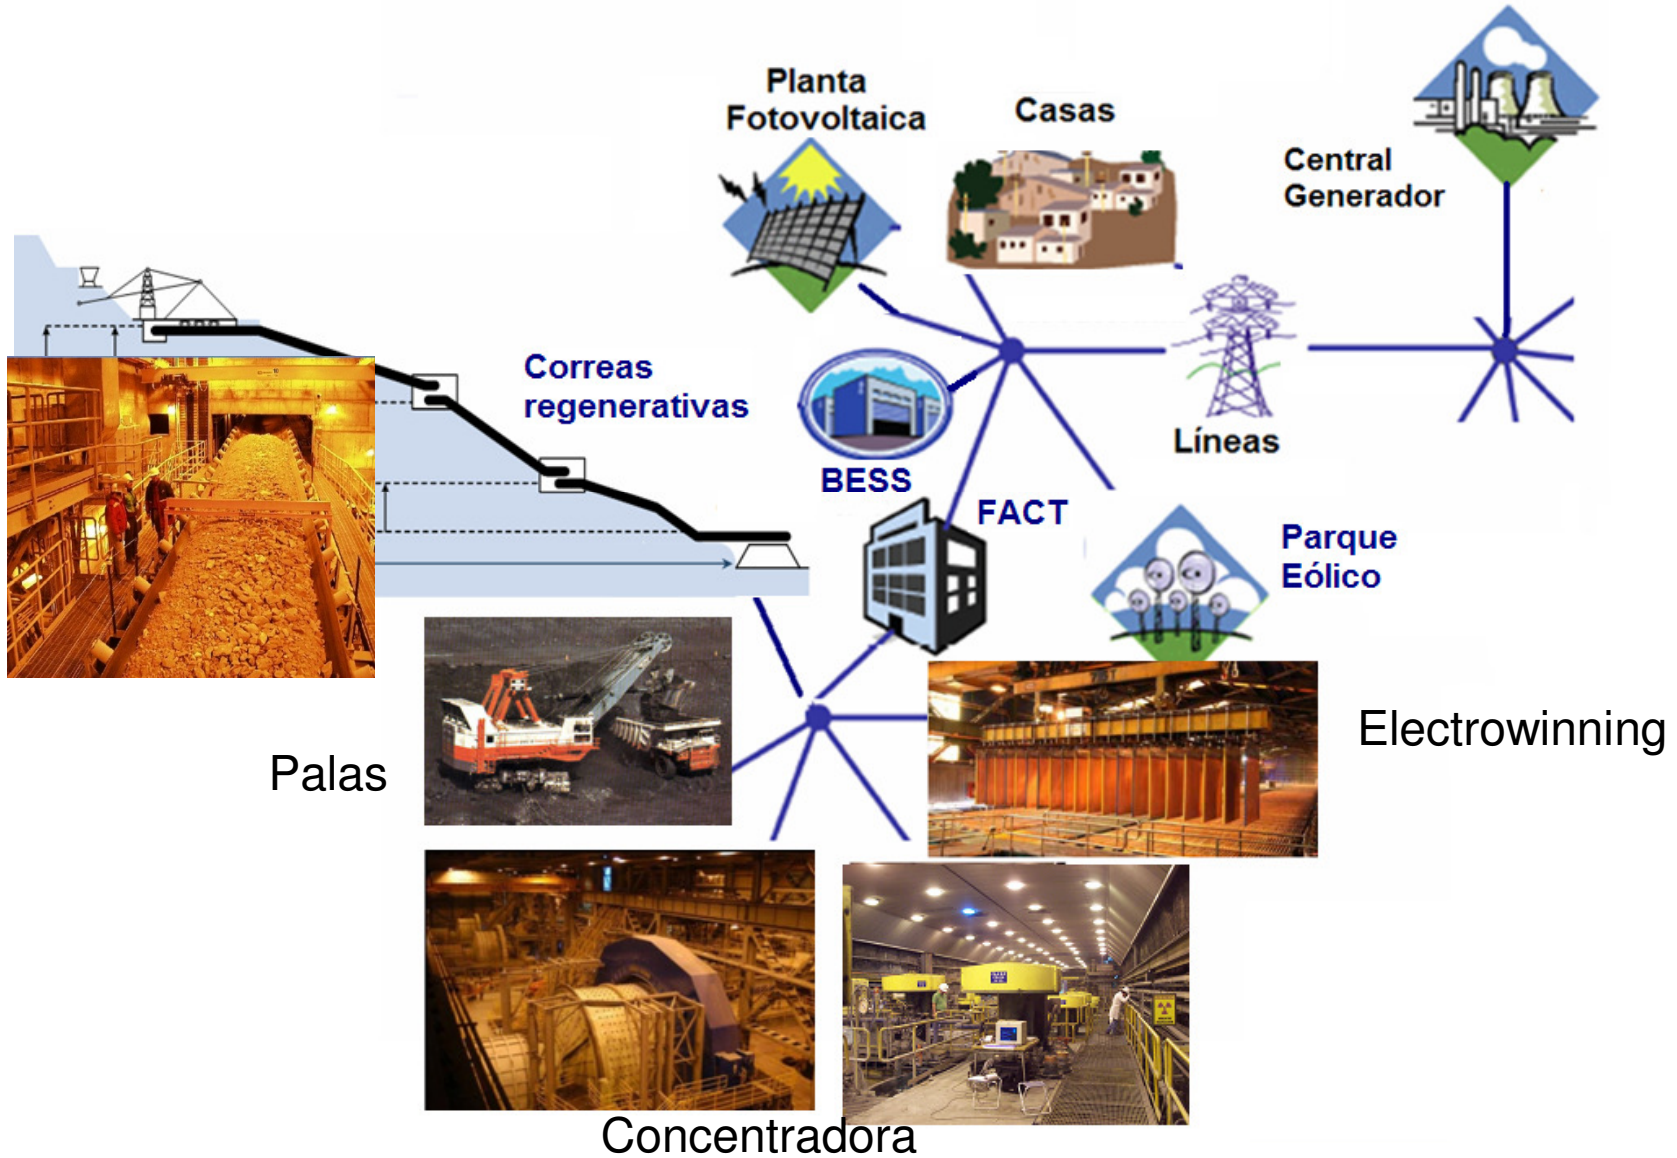 Planta
Fotovoltaica
Casas
Central
Generador
Correas
regenerativas
Líneas
BESS
FACT
Parque
Eólico
Electrowinning
Palas
Concentradora